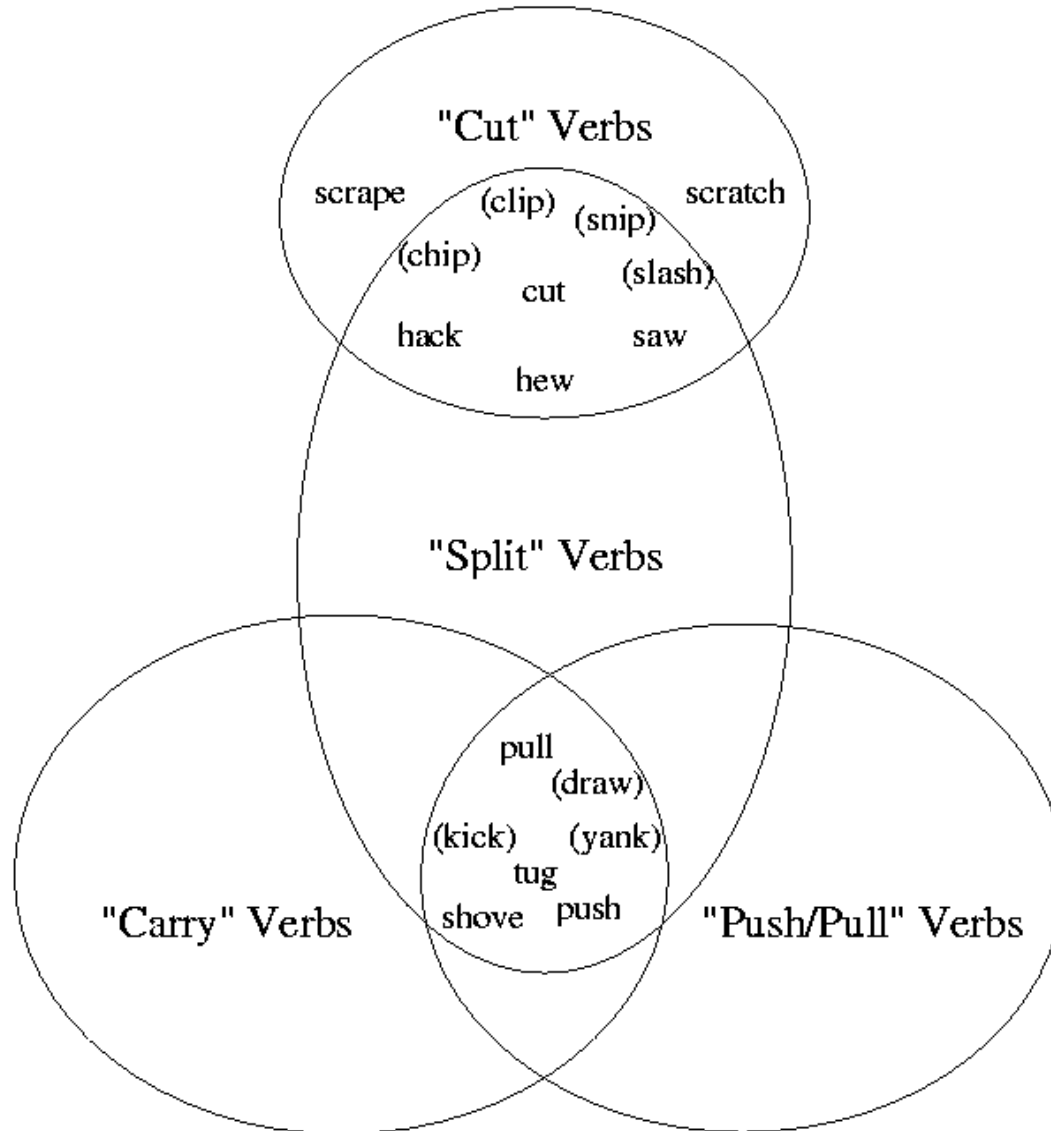 "Cut" Verbs
scrape
(clip)
scratch
(snip)
(chip)
(slash)
cut
hack
saw
hew
"Split" Verbs
pull
(draw)
(kick)
(yank)
tug
shove
push
"Carry" Verbs
"Push/Pull" Verbs